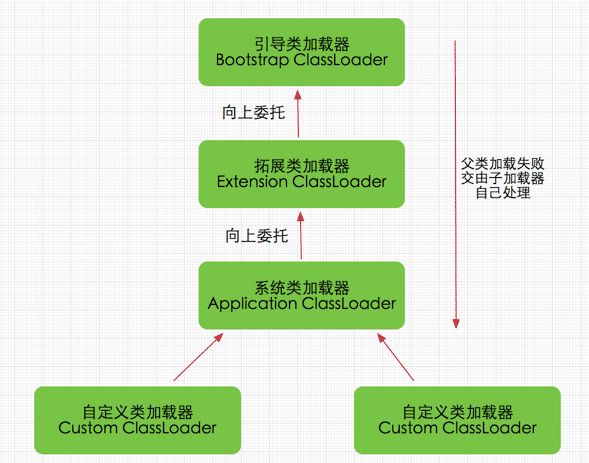 引导类加载器
Bootstrap ClassLoader
向上委托
拓展类加载器
Extension ClassLoader
父类加载失败
交由子加载器
自己处理
向上委托
系统类加载器
Application ClassLoader
自定义类加载器
Custom ClassLoader
自定义类加载器
Custom ClassLoader